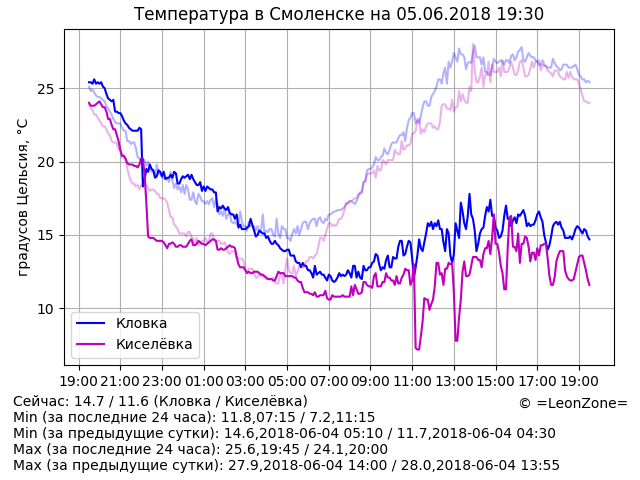 Температура в Смоленске на 05.06.2018 19:30
градусов Цельсия, °C
25
20
15
10
Кловка
Киселёвка
19:00 21:00 23:00 01:00 03:00 05:00 07:00 09:00 11:00 13:00 15:00 17:00 19:00
Сейчас: 14.7 / 11.6 (Кловка / Киселёвка)
© =LeonZone=
Min (за последние 24 часа): 11.8,07:15 / 7.2,11:15
Min (за предыдущие сутки): 14.6,2018-06-04 05:10 / 11.7,2018-06-04 04:30
Max (за последние 24 часа): 25.6,19:45 / 24.1,20:00
Max (за предыдущие сутки): 27.9,2018-06-04 14:00 / 28.0,2018-06-04 13:55